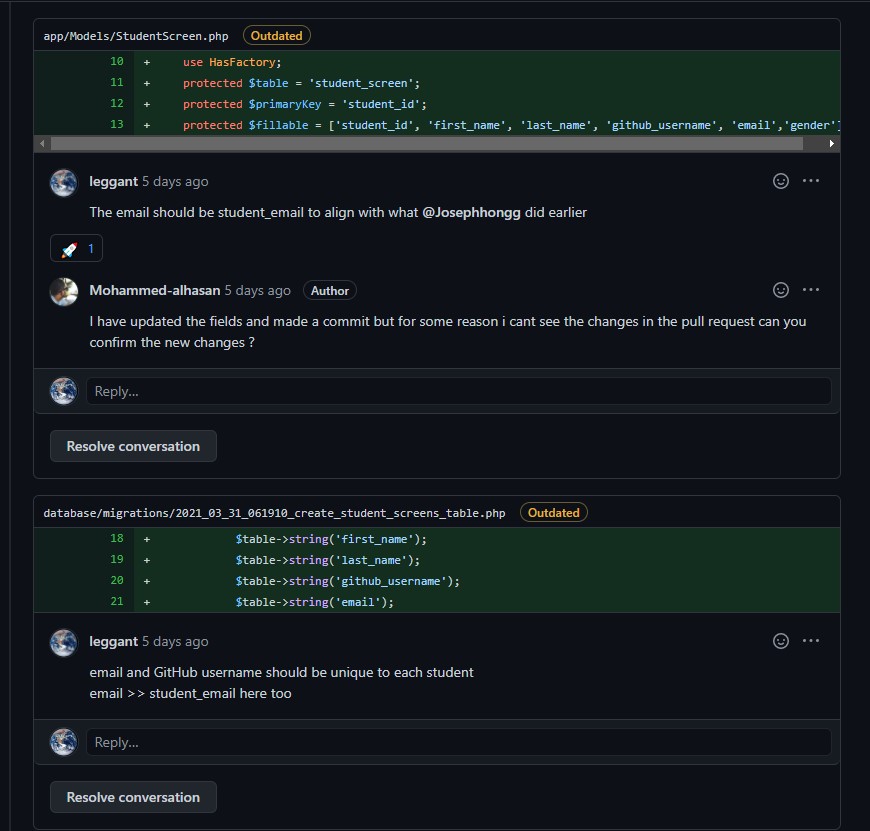 app/Models/StudentScreen.php Outdated
10 + use HasFactory;
11 + protected $table = 'student_screen';
12 + protected $primaryKey = 'student_id';
13 + protected $fillable = ['student_id', 'first_name', 'last_name', 'github_username', 'email','gender']
leggant 5 days ago
The email should be student_email to align with what @Josephhongg did earlier
1
Mohammed-alhasan 5 days ago Author
I have updated the fields and made a commit but for some reason i cant see the changes in the pull request can you
confirm the new changes ?
Reply...
Resolve conversation
database/migrations/2021_03_31_061910_create_student_screens_table.php Outdated
18 + $table->string('first_name');
19 + $table->string('last_name');
20 + $table->string('github_username');
21 + $table->string('email');
leggant 5 days ago
email and GitHub username should be unique to each student
email >> student_email here too
Reply...
Resolve conversation